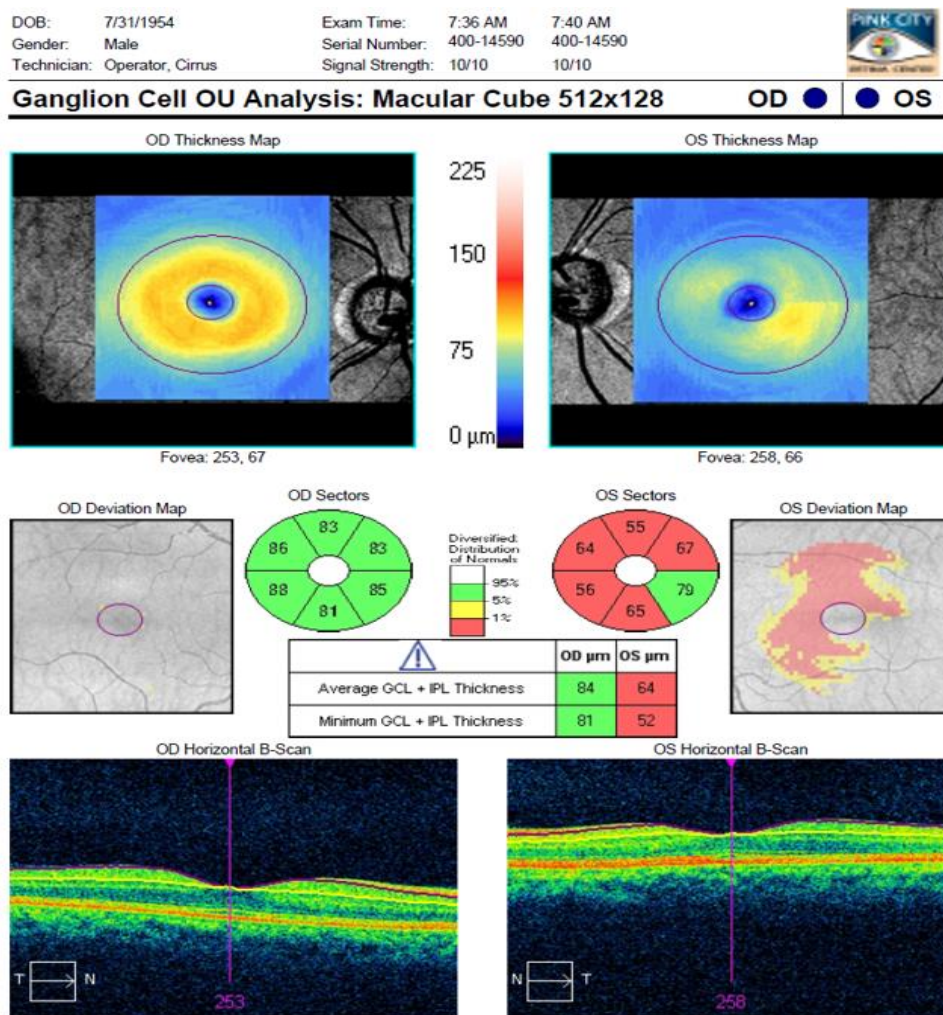 DOB: 7/31/1954 Exam Time: 7:36 AM 7:40 AM
Gender: Male Serial Number: 400-14590 400-14590
Technician: Operator, Cirrus Signal Strength: 10/10 10/10
PINK CITY
RETINA CENTER
Ganglion Cell OU Analysis: Macular Cube 512x128 OD OS
OD Thickness Map
OS Thickness Map
225
150
75
0 µm
Fovea: 253, 67
Fovea: 258, 66
OD Deviation Map
OD Sectors
83
86 83
88 85
81
Diversified:
Distribution
of Normals
95%
5%
1%
OS Sectors
55
64 67
56 79
65
OS Deviation Map
OD µm OS µm
Average GCL + IPL Thickness 84 64
Minimum GCL + IPL Thickness 81 52
OD Horizontal B-Scan
OS Horizontal B-Scan
T N
253
N T
258